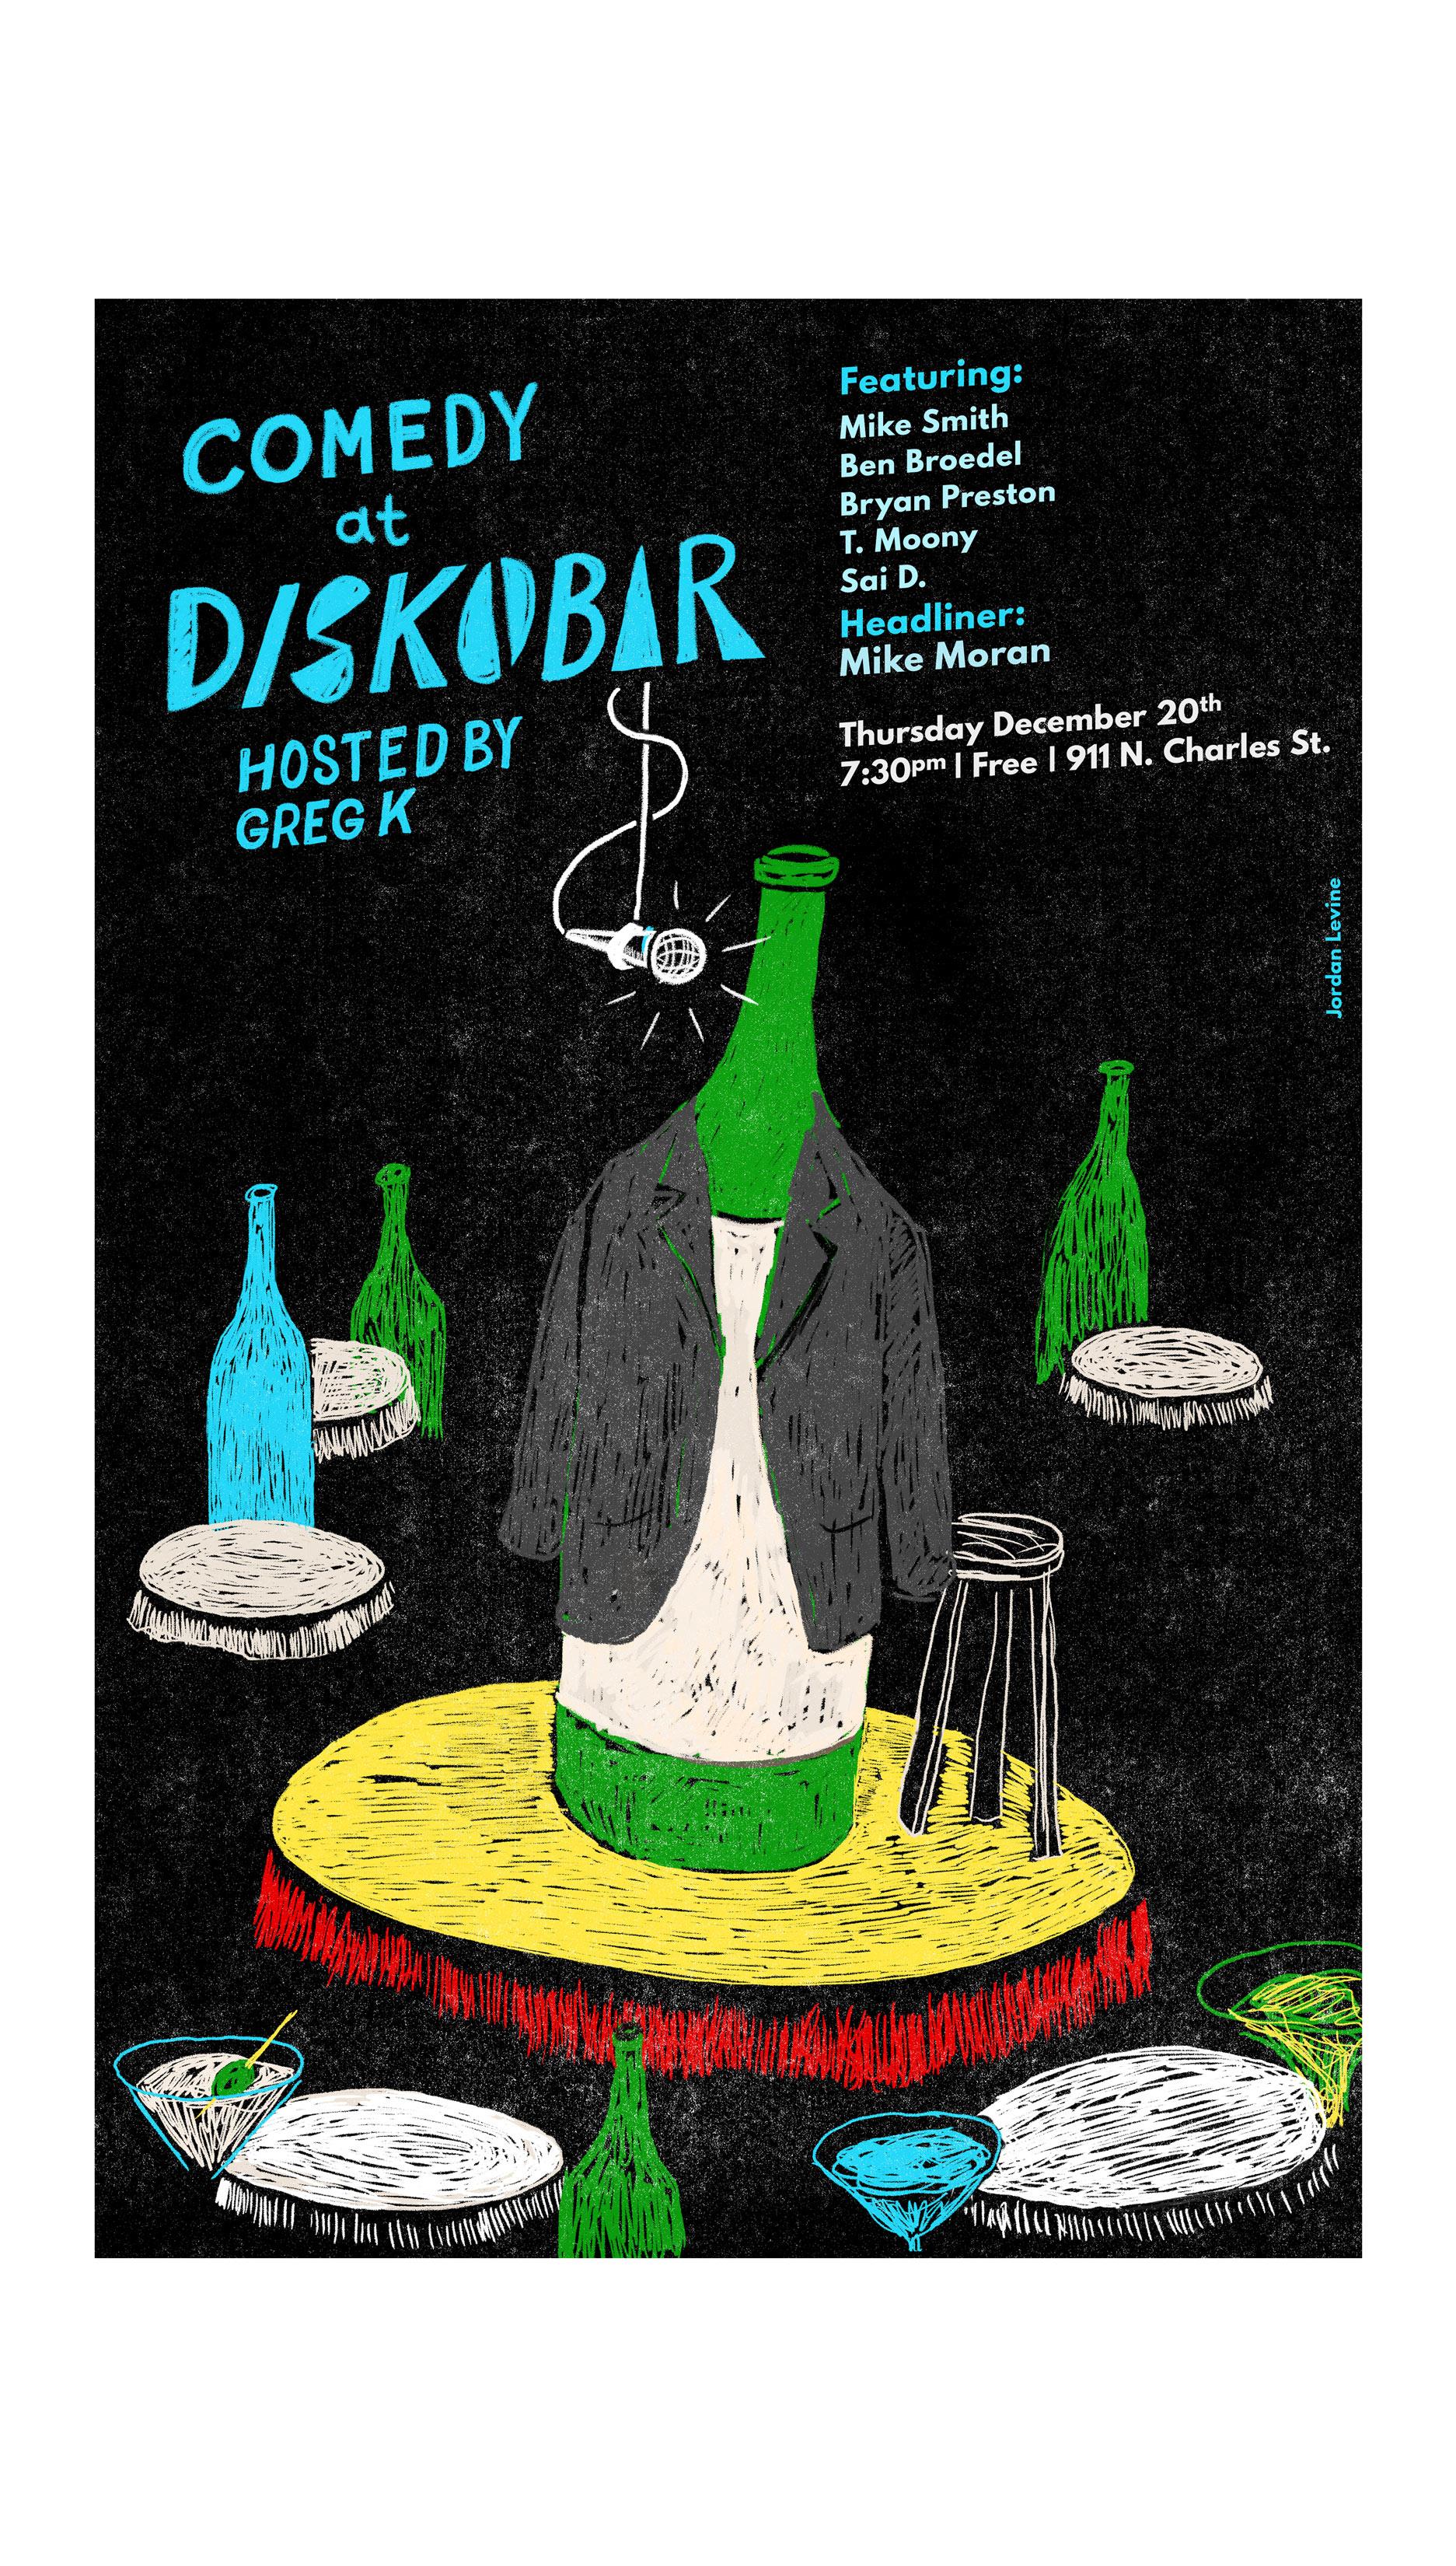 COMEDY
at
DISKOBAR
HOSTED BY
GREG K
Featuring:
Mike Smith
Ben Broedel
Bryan Preston
T. Moony
Sai D.
Headliner:
Mike Moran
Thursday December 20th
7:30pm | Free | 911 N. Charles St.
Jordan Levine